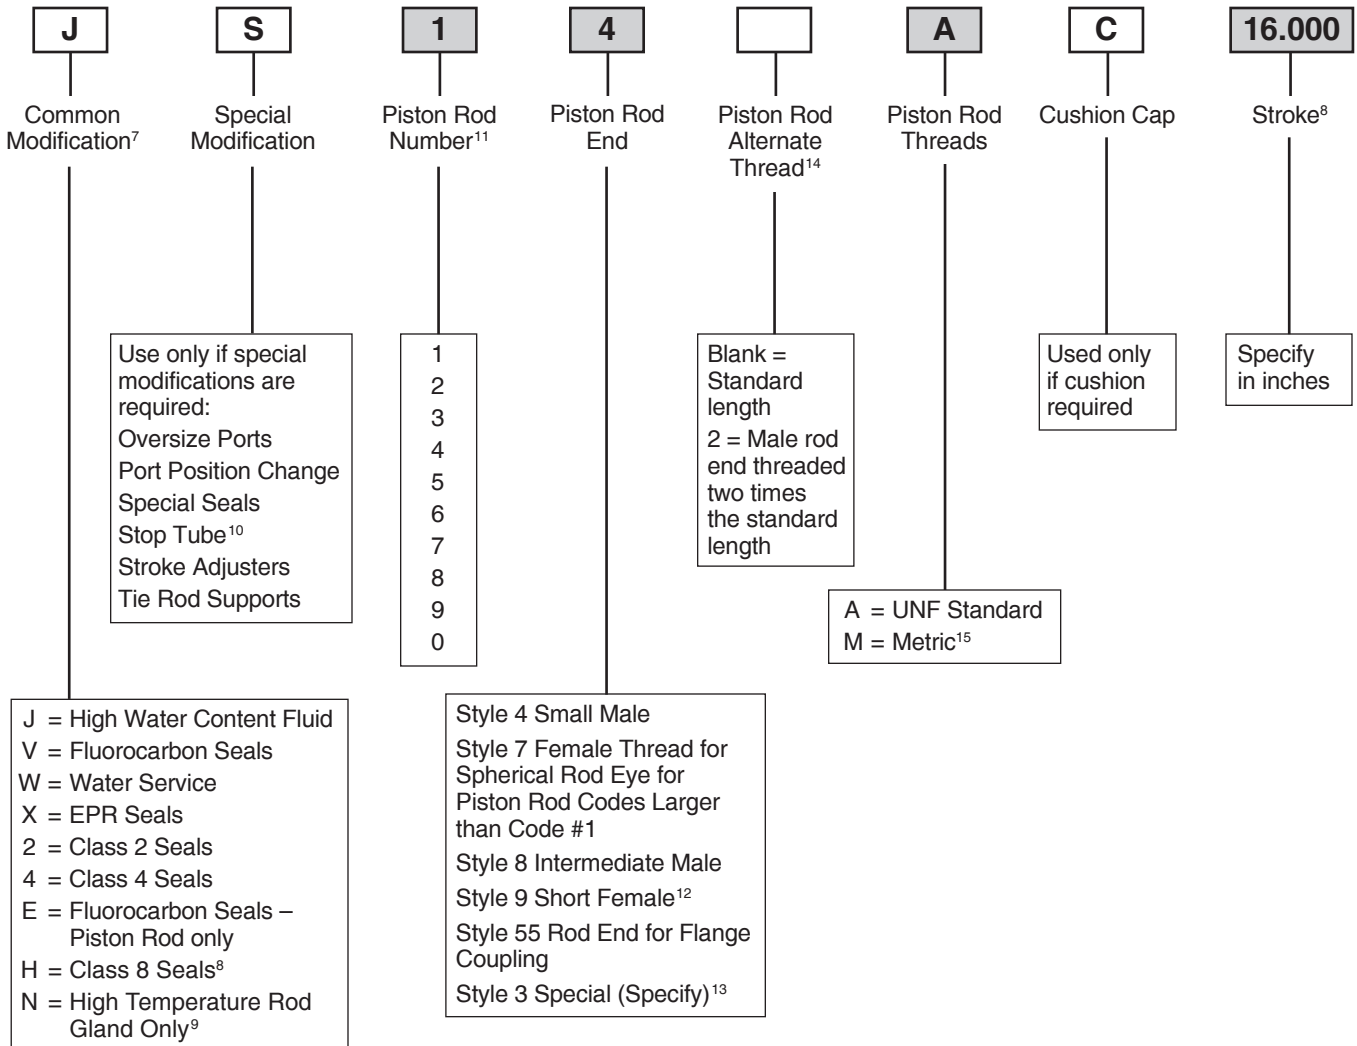 J S 1 4 A C 16.000
Common
Modification⁷
Special
Modification
Piston Rod
Number¹¹
Piston Rod
End
Piston Rod
Alternate
Thread¹⁴
Piston Rod
Threads
Cushion Cap
Stroke⁸
Use only if special
modifications are
required:
Oversize Ports
Port Position Change
Special Seals
Stop Tube¹⁰
Stroke Adjusters
Tie Rod Supports
1
2
3
4
5
6
7
8
9
0
Blank =
Standard
length
2 = Male rod
end threaded
two times
the standard
length
Used only
if cushion
required
Specify
in inches
A = UNF Standard
M = Metric¹⁵
J = High Water Content Fluid
V = Fluorocarbon Seals
W = Water Service
X = EPR Seals
2 = Class 2 Seals
4 = Class 4 Seals
E = Fluorocarbon Seals –
Piston Rod only
H = Class 8 Seals⁸
N = High Temperature Rod
Gland Only⁹
Style 4 Small Male
Style 7 Female Thread for
Spherical Rod Eye for
Piston Rod Codes Larger
than Code #1
Style 8 Intermediate Male
Style 9 Short Female¹²
Style 55 Rod End for Flange
Coupling
Style 3 Special (Specify)¹³